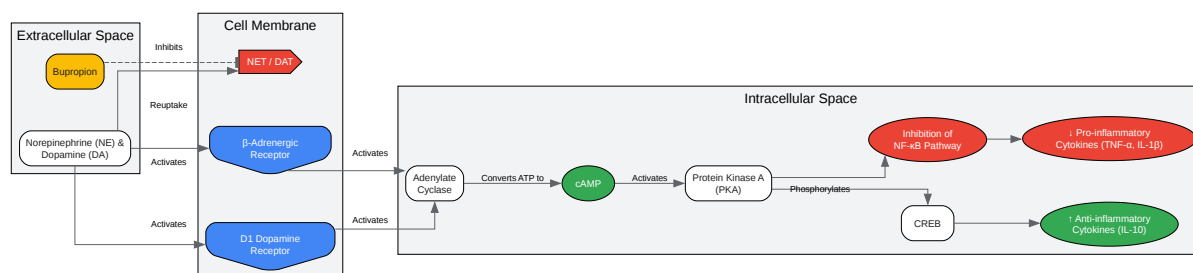 Extracellular Space
Bupropion
Norepinephrine (NE) &
Dopamine (DA)
Inhibits
Reuptake
Activates
Activates
Cell Membrane
NET / DAT
β-Adrenergic
Receptor
D1 Dopamine
Receptor
Activates
Activates
Intracellular Space
Adenylate
Cyclase
Converts ATP to
cAMP
Activates
Protein Kinase A
(PKA)
Phosphorylates
Inhibition of
NF-κB Pathway
↓ Pro-inflammatory
Cytokines (TNF-α, IL-1β)
CREB
↑ Anti-inflammatory
Cytokines (IL-10)